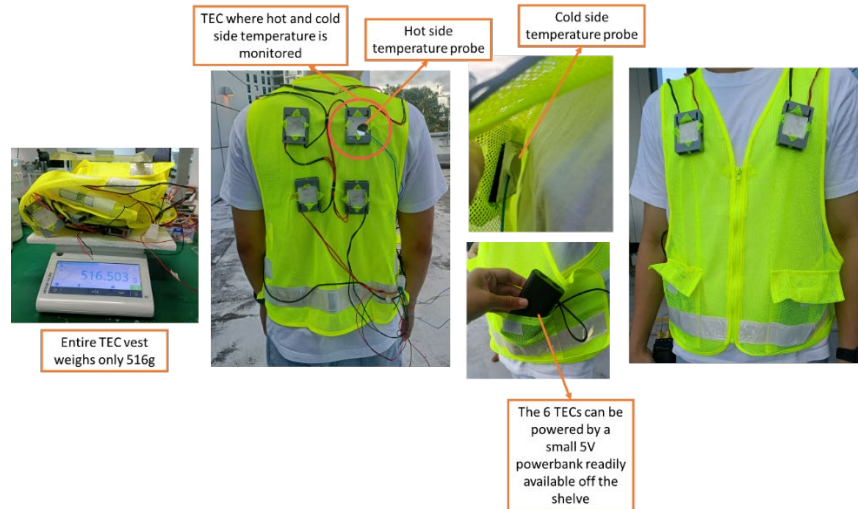 TEC where hot and cold
side temperature is
monitored
Hot side
temperature probe
Cold side
temperature probe
516.503
Entire TEC vest
weighs only 516g
The 6 TECs can be
powered by a
small 5V
powerbank readily
available off the
shelve